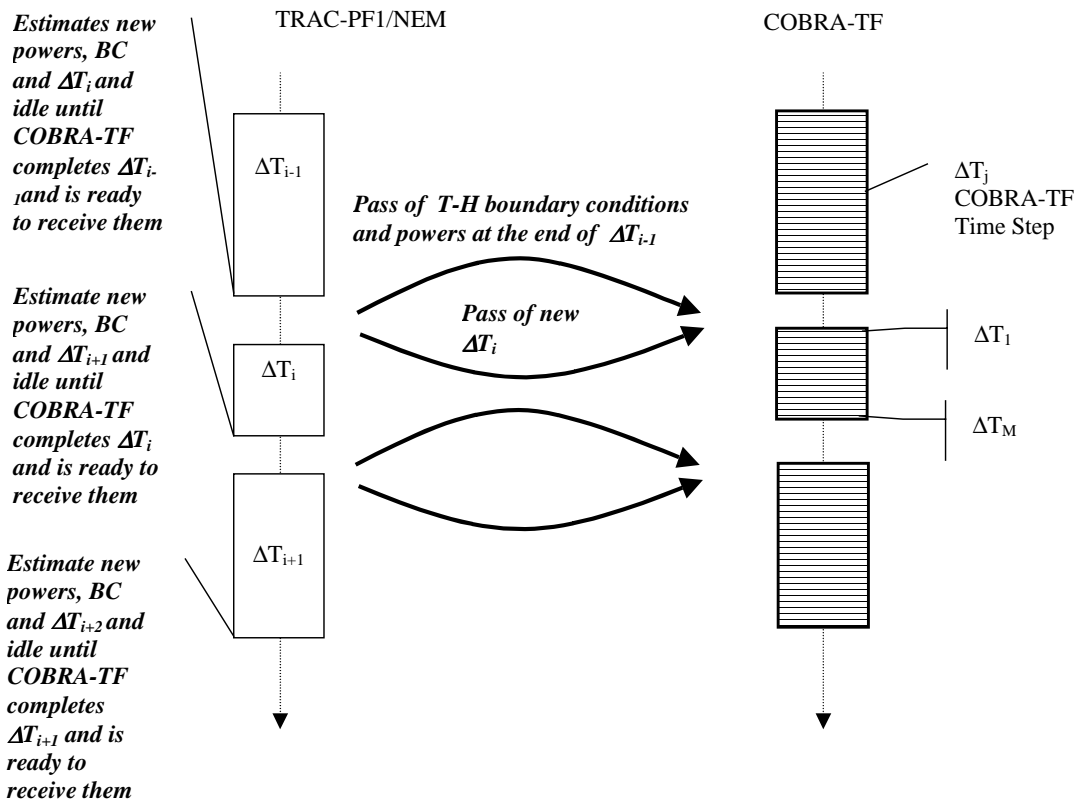 TRAC-PF1/NEM
COBRA-TF
Estimates new
powers, BC
and ΔTi and
idle until
COBRA-TF
completes ΔTi-
1and is ready
to receive them
ΔTi-1
Pass of T-H boundary conditions
and powers at the end of ΔTi-1
ΔTj
COBRA-TF
Time Step
Estimate new
powers, BC
and ΔTi+1 and
idle until
COBRA-TF
completes ΔTi
and is ready to
receive them
ΔTi
Pass of new
ΔTi
ΔT1
ΔTM
Estimate new
powers, BC
and ΔTi+2 and
idle until
COBRA-TF
completes
ΔTi+1 and is
ready to
receive them
ΔTi+1